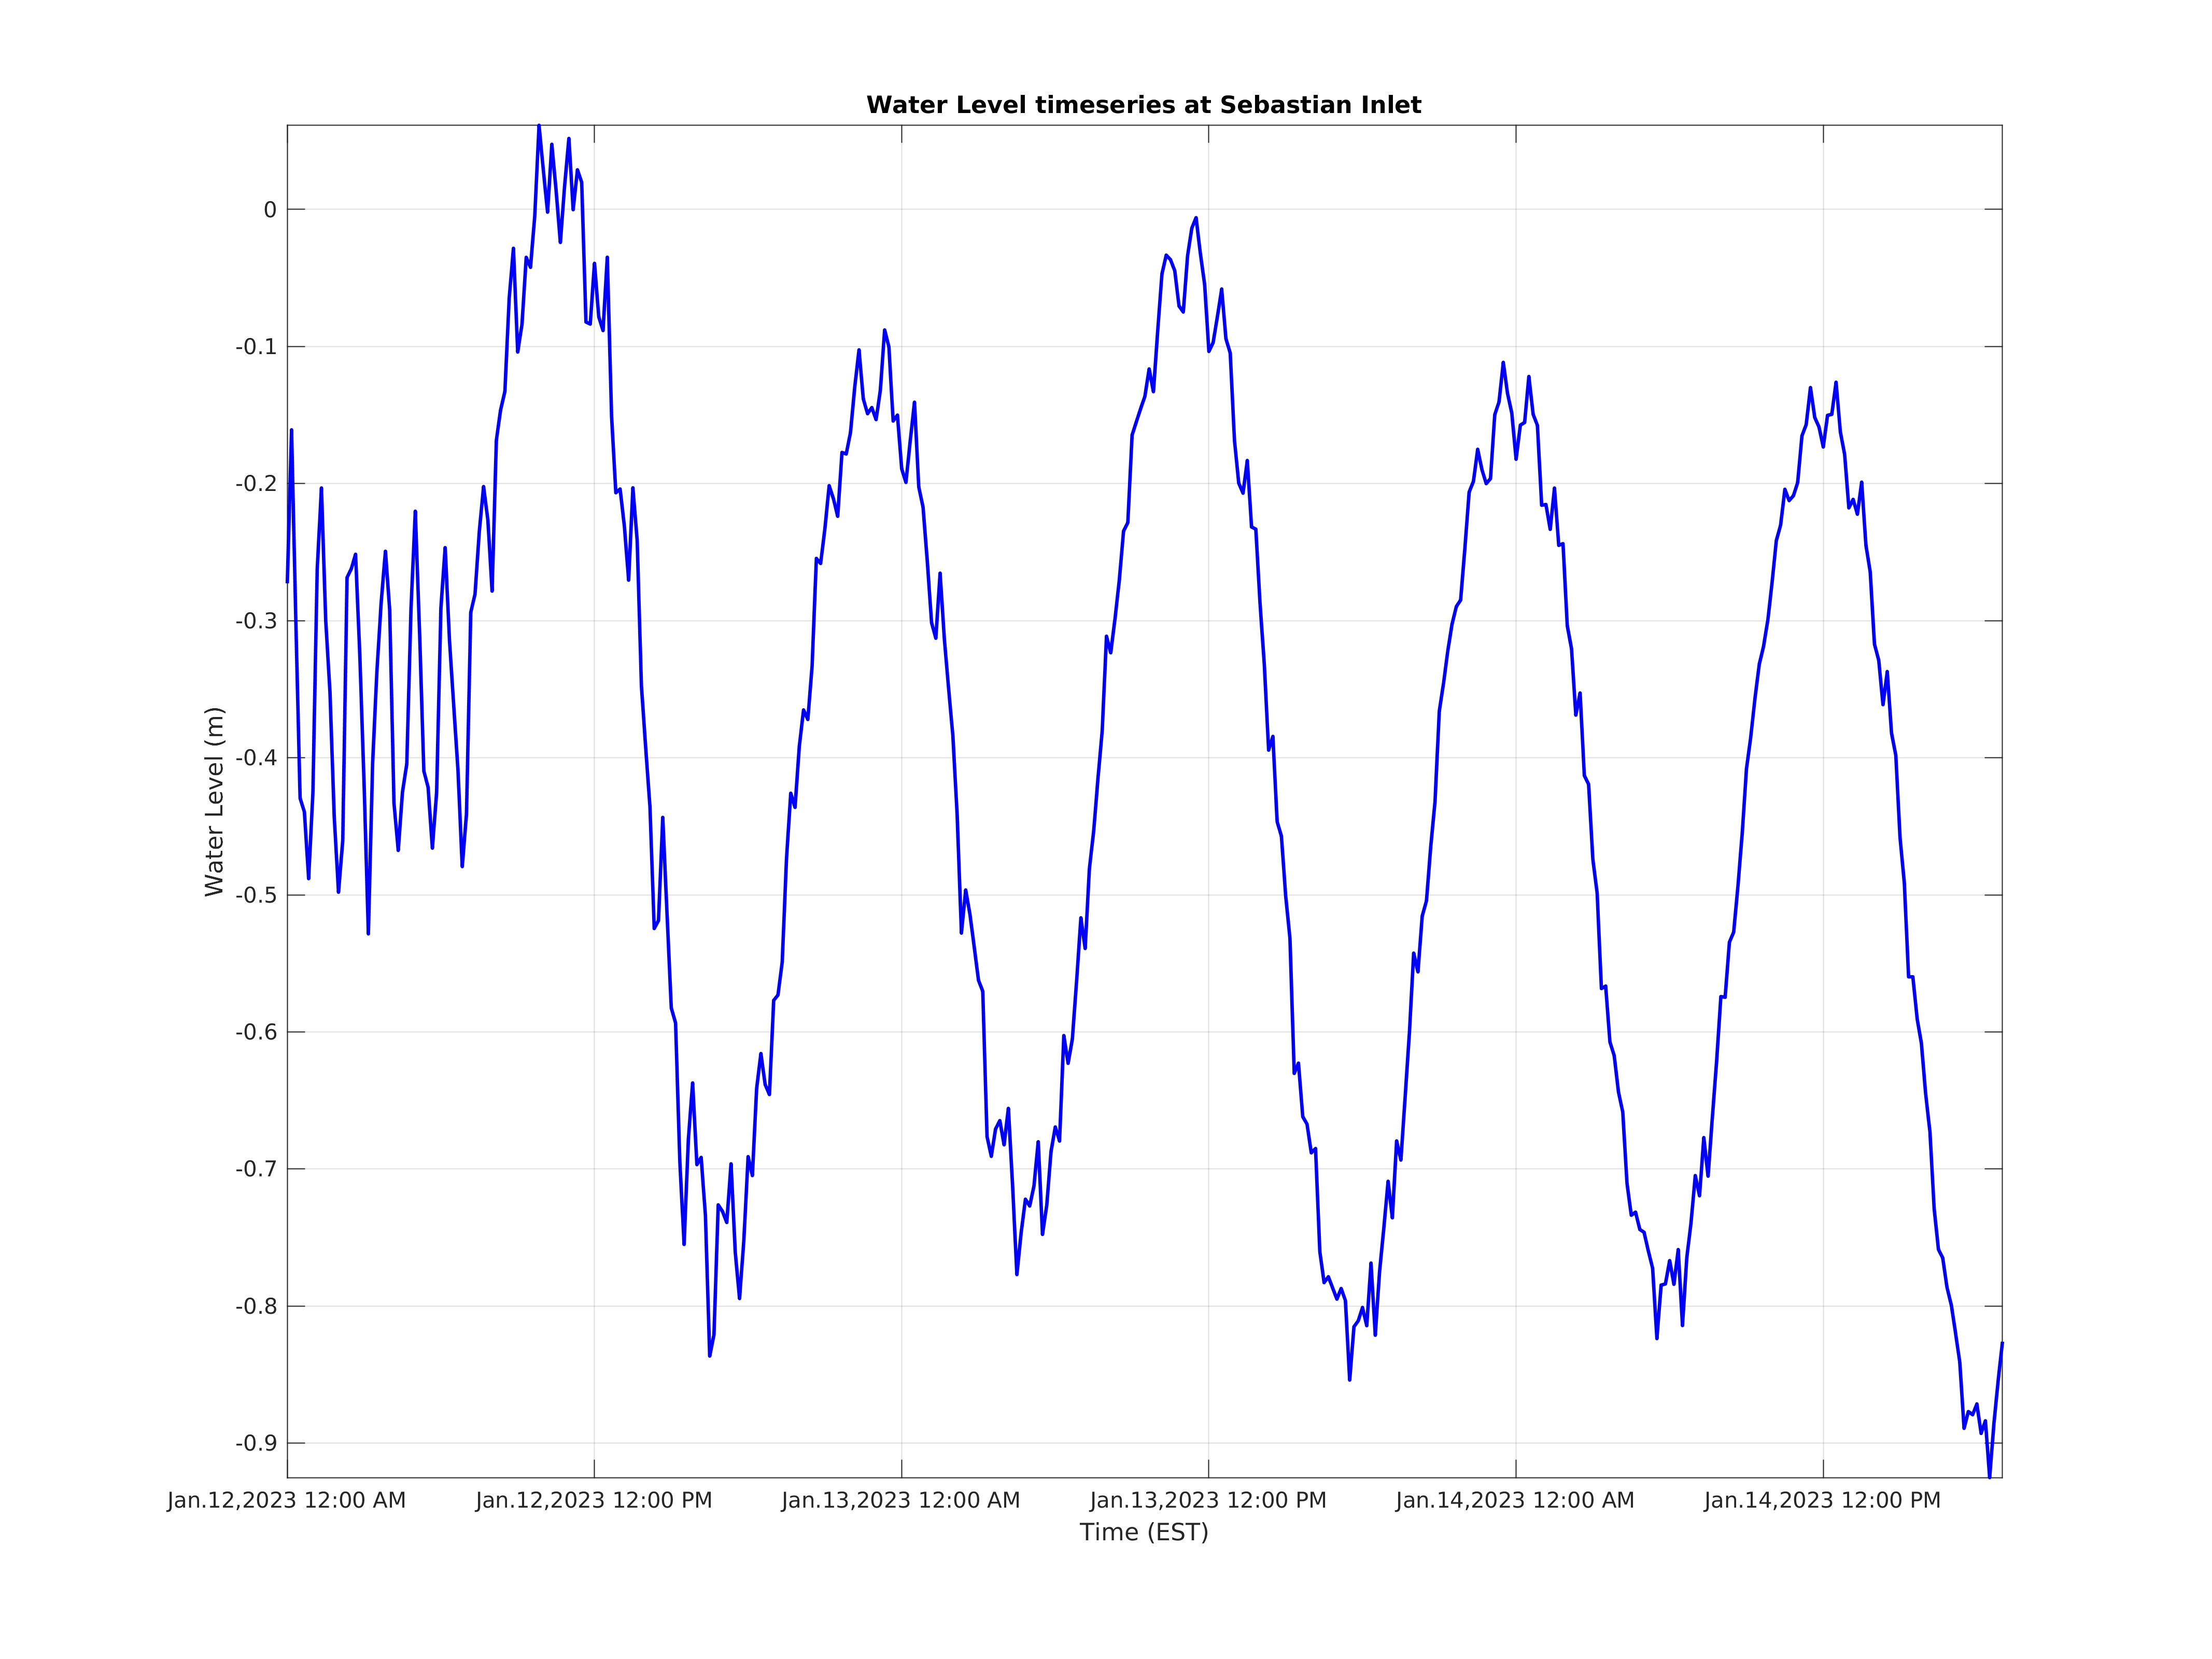 Water Level timeseries at Sebastian Inlet
0
-0.1
-0.2
-0.3
-0.4
-0.5
-0.6
-0.7
-0.8
-0.9
Water Level (m)
Jan.12,2023 12:00 AM
Jan.12,2023 12:00 PM
Jan.13,2023 12:00 AM
Jan.13,2023 12:00 PM
Jan.14,2023 12:00 AM
Jan.14,2023 12:00 PM
Time (EST)